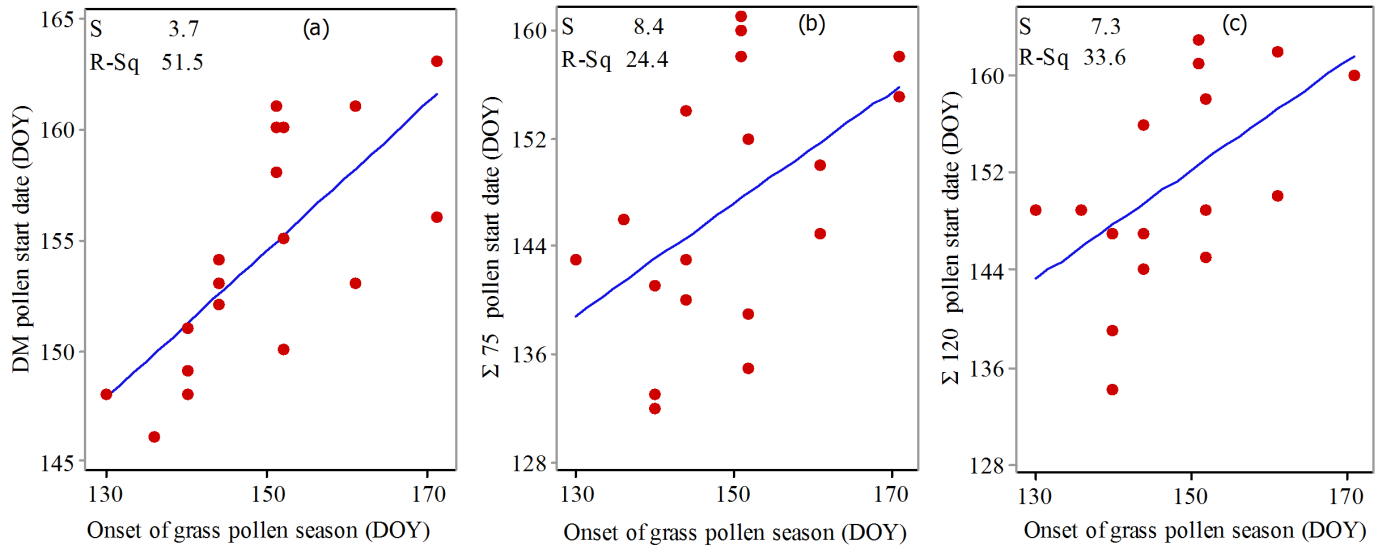 S 3.7 (a)
R-Sq 51.5
165
160
155
150
145
DM pollen start date (DOY)
130 150 170
Onset of grass pollen season (DOY)
S 8.4 (b)
R-Sq 24.4
160
152
144
136
128
Σ 75 pollen start date (DOY)
130 150 170
Onset of grass pollen season (DOY)
S 7.3 (c)
R-Sq 33.6
160
152
144
136
128
Σ 120 pollen start date (DOY)
130 150 170
Onset of grass pollen season (DOY)